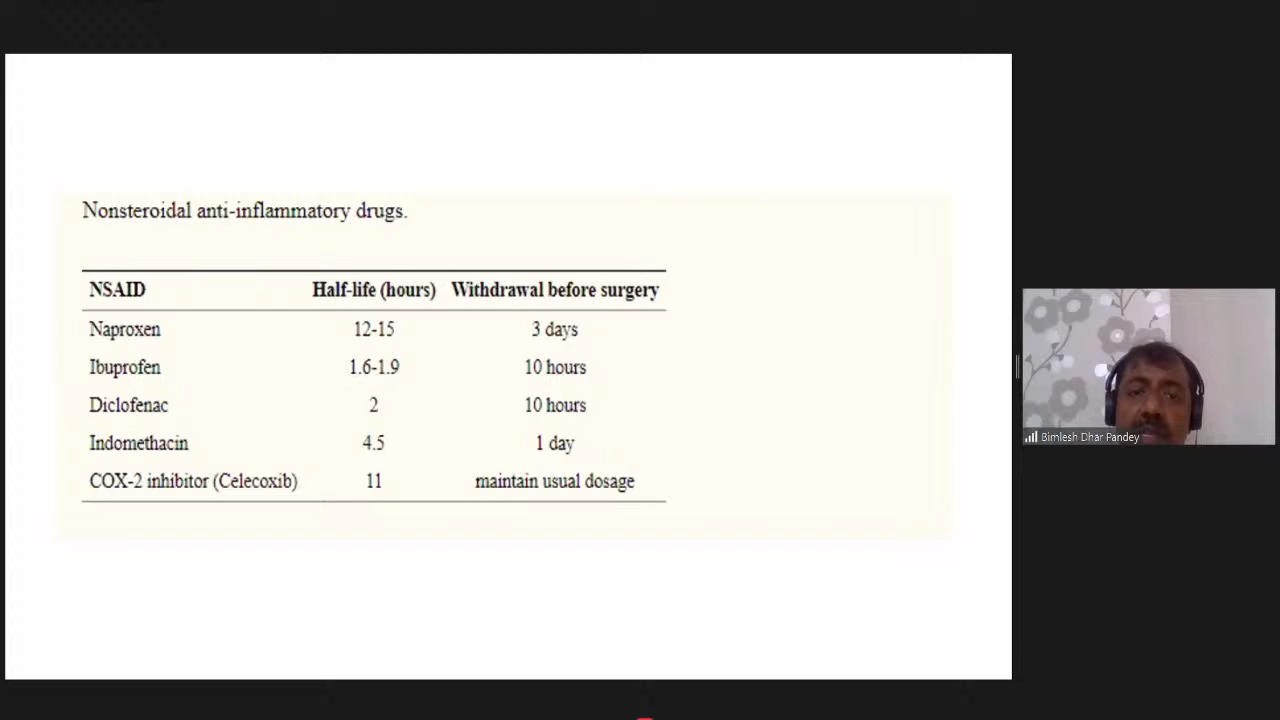 Nonsteroidal anti-inflammatory drugs.
NSAID Half-life (hours) Withdrawal before surgery
Naproxen 12-15 3 days
Ibuprofen 1.6-1.9 10 hours
Diclofenac 2 10 hours
Indomethacin 4.5 1 day
COX-2 inhibitor (Celecoxib) 11 maintain usual dosage
Bimlesh Dhar Pandey